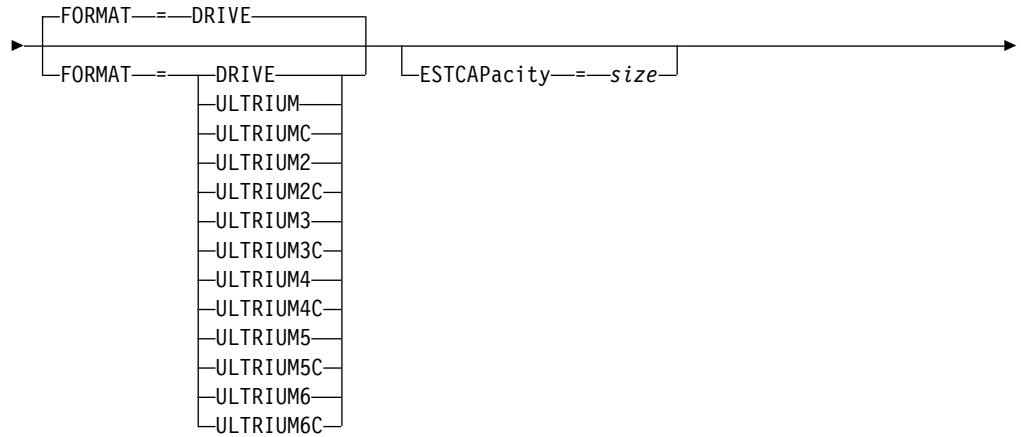 FORMAT = DRIVE
FORMAT = DRIVE ESTCAPacity = size
ULTRIUM
ULTRIUMC
ULTRIUM2
ULTRIUM2C
ULTRIUM3
ULTRIUM3C
ULTRIUM4
ULTRIUM4C
ULTRIUM5
ULTRIUM5C
ULTRIUM6
ULTRIUM6C